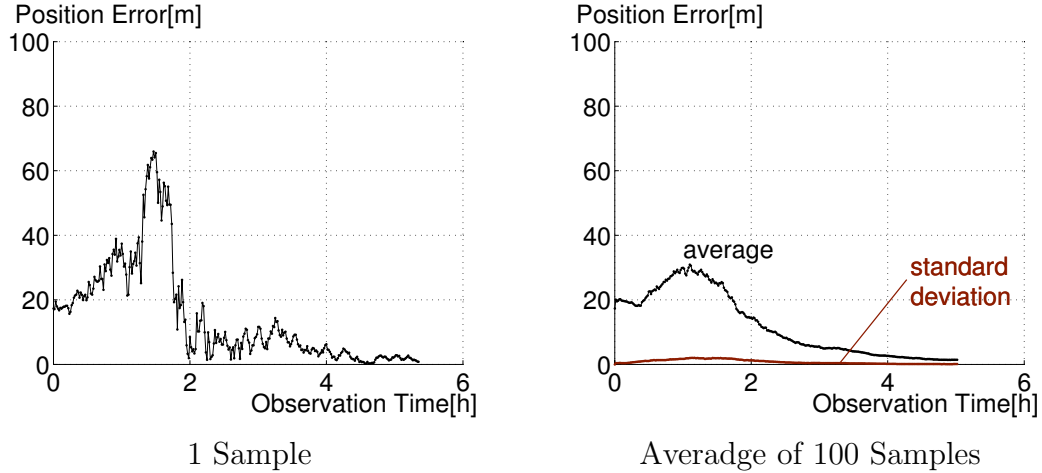 Position Error[m]
100
80
60
40
20
0
0 2 4 6
Observation Time[h]
1 Sample
Position Error[m]
100
80
60
40
20
0
average
standard
deviation
0 2 4 6
Observation Time[h]
Averadge of 100 Samples